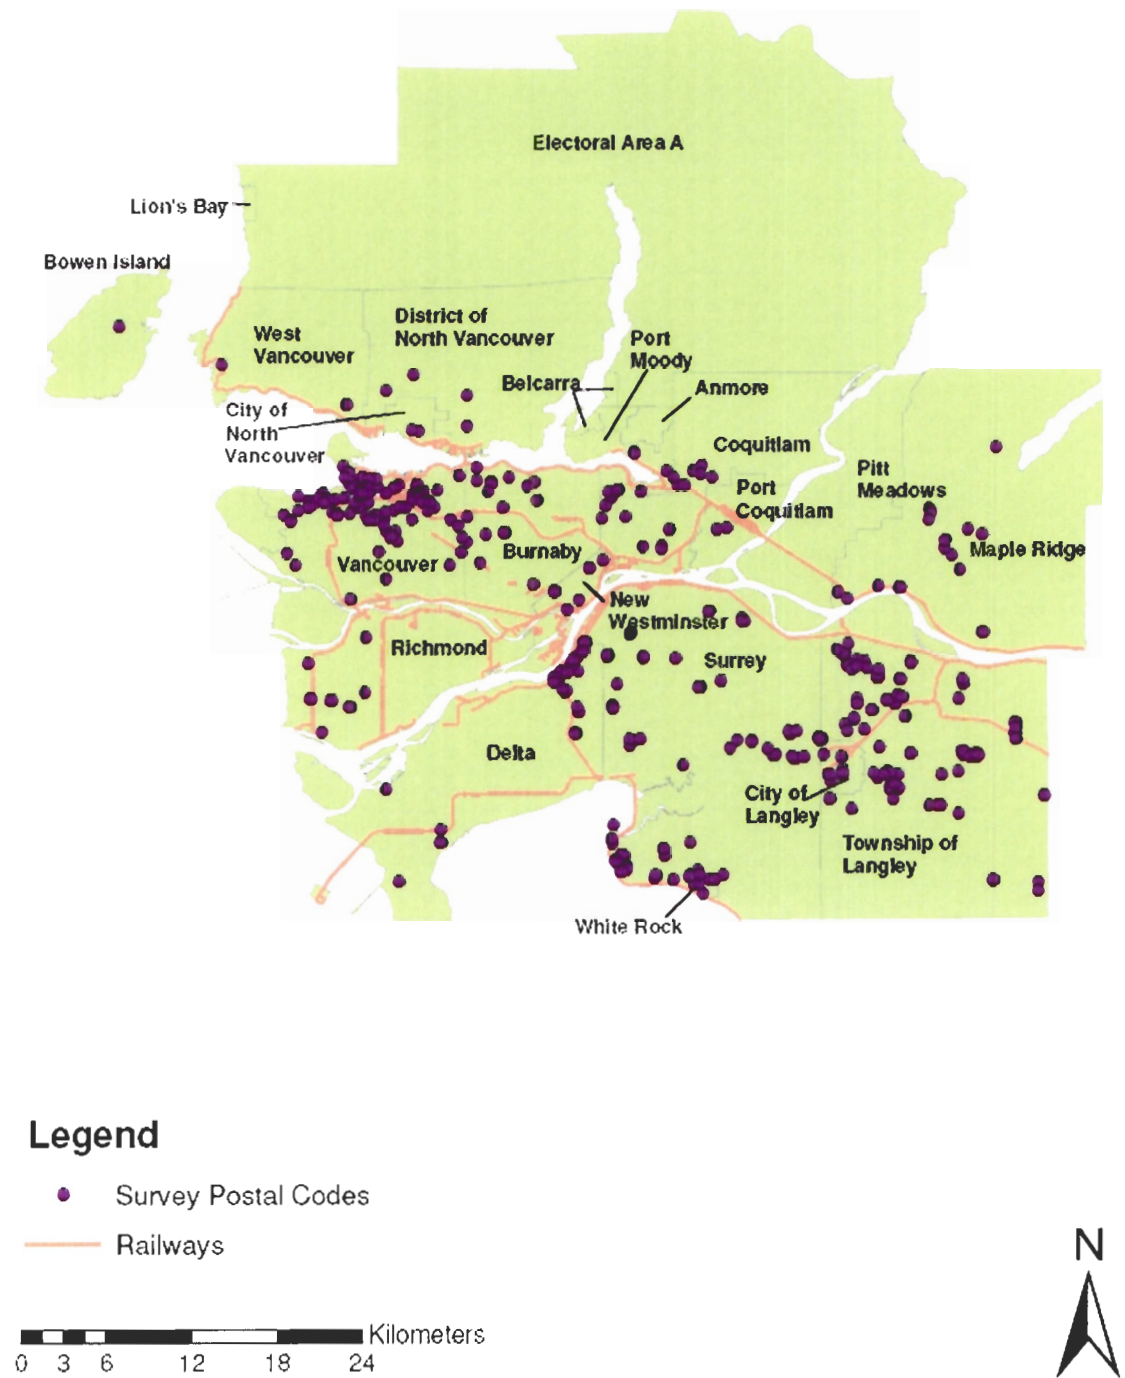 Electoral Area A
Lion's Bay
Bowen Island
West
Vancouver
District of
North Vancouver
Port
Moody
Belcarra
Anmore
City of
North
Vancouver
Coquitlam
Pitt
Meadows
Port
Coquitlam
Maple Ridge
Vancouver
Burnaby
New
Westminster
Richmond
Surrey
Delta
City of
Langley
Township of
Langley
White Rock
Legend
Survey Postal Codes
Railways
N
Kilometers
0 3 6 12 18 24